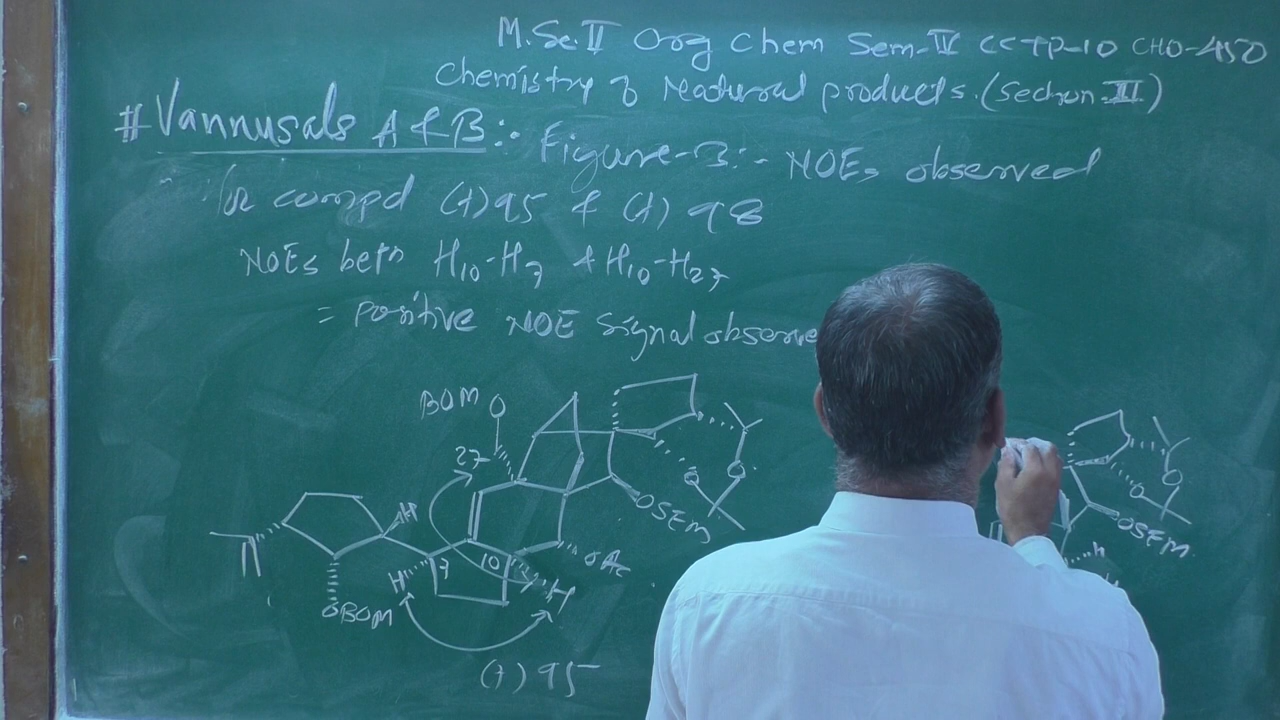 M.Sc.II Org Chem Sem-IV CCTP-10 CHO-450
Chemistry of Natural products. (Section-II)
# Vannusals A & B:- Figure-3:- NOEs observed
for compd (+) 95 & (+) 98
NOEs betn H10-H7 & H10-H27
= positive NOE signal observe
BOM O
27
H
OSEM
O
O
OAc
H 7 10 H
OBOM
(+) 95
O
O
OSEM
H